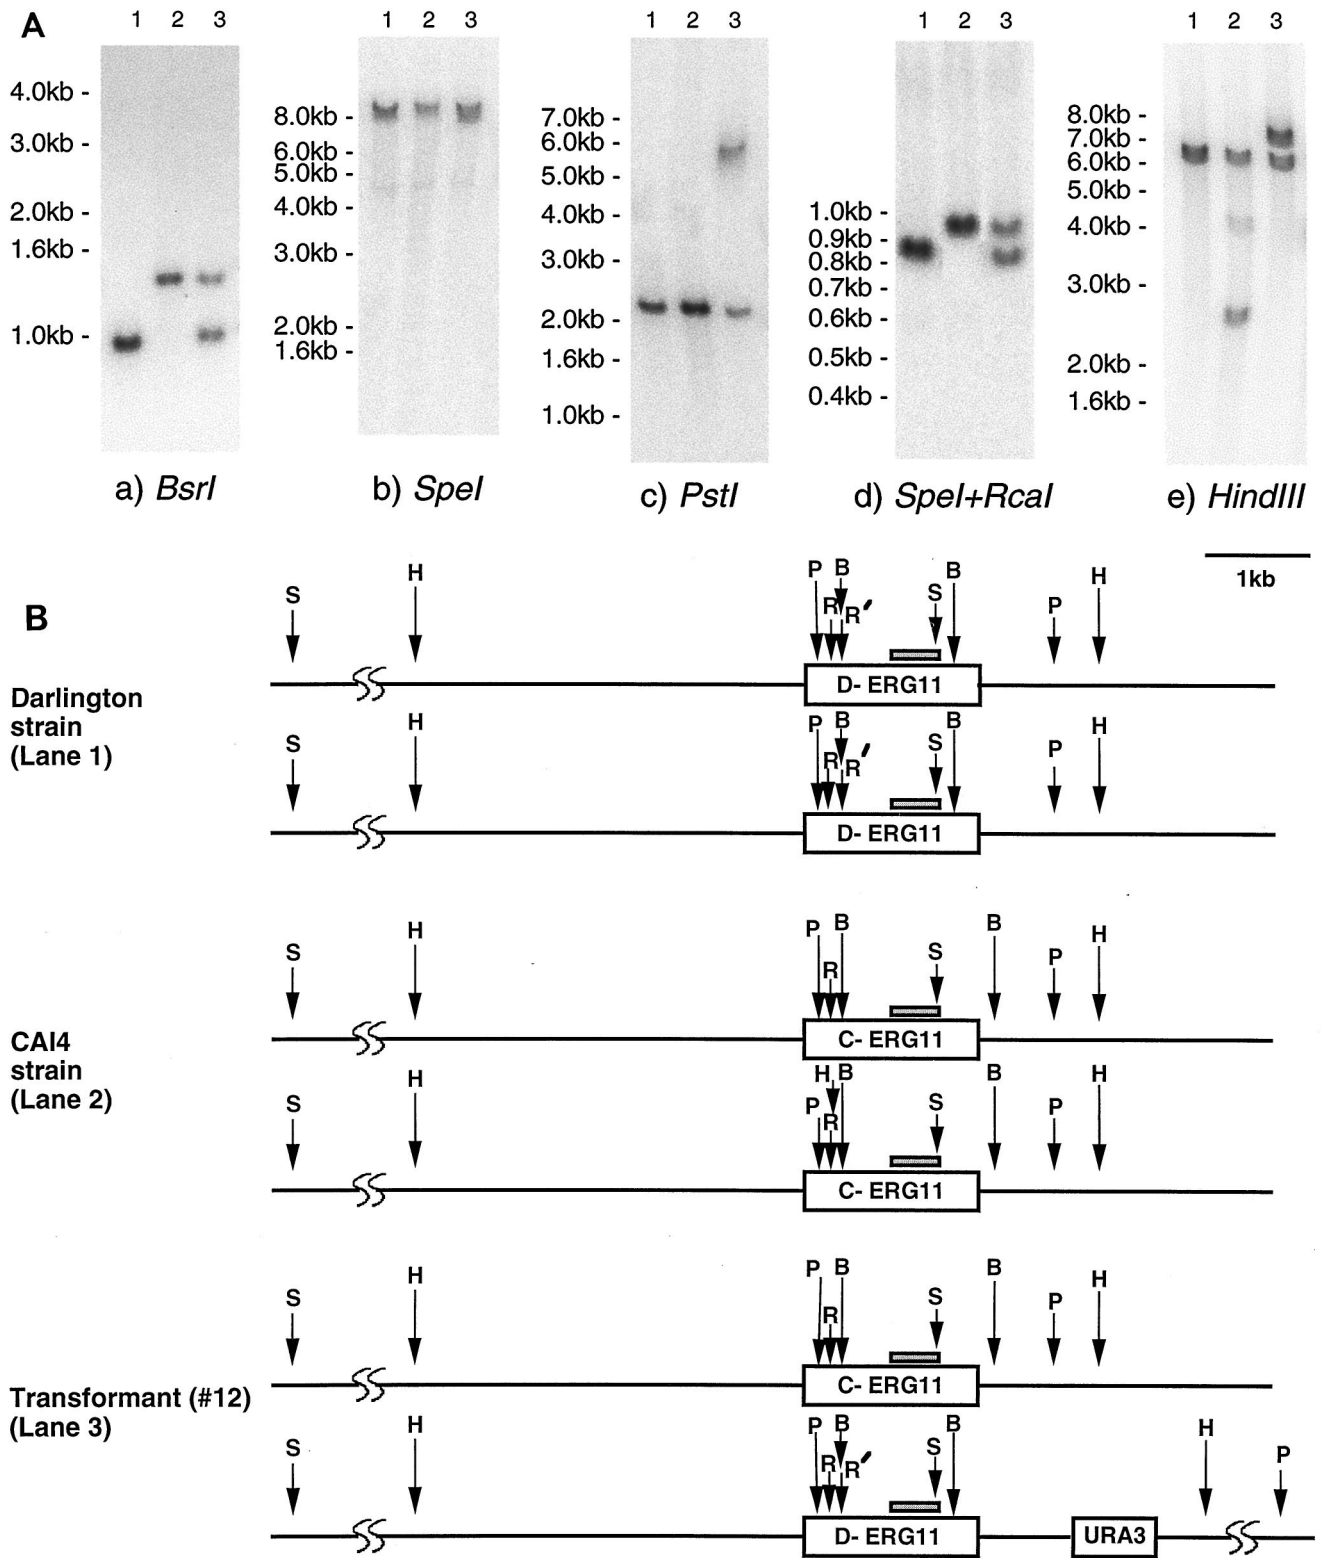 A
1 2 3
4.0kb -
3.0kb -
2.0kb -
1.6kb -
1.0kb -
a) BsrI
1 2 3
8.0kb -
6.0kb -
5.0kb -
4.0kb -
3.0kb -
2.0kb -
1.6kb -
b) SpeI
1 2 3
7.0kb -
6.0kb -
5.0kb -
4.0kb -
3.0kb -
2.0kb -
1.6kb -
1.0kb -
c) PstI
1 2 3
1.0kb -
0.9kb -
0.8kb -
0.7kb -
0.6kb -
0.5kb -
0.4kb -
d) SpeI+RcaI
1 2 3
8.0kb -
7.0kb -
6.0kb -
5.0kb -
4.0kb -
3.0kb -
2.0kb -
1.6kb -
e) HindIII
1kb
B
Darlington
strain
(Lane 1)
S H P R B R′ S B P H
D- ERG11
S H P R B R′ S B P H
D- ERG11
CAI4
strain
(Lane 2)
S H P R B S B P H
C- ERG11
S H P H R B S B P H
C- ERG11
Transformant (#12)
(Lane 3)
S H P R B S B P H
C- ERG11
S H P R B R′ S B H P
D- ERG11 URA3